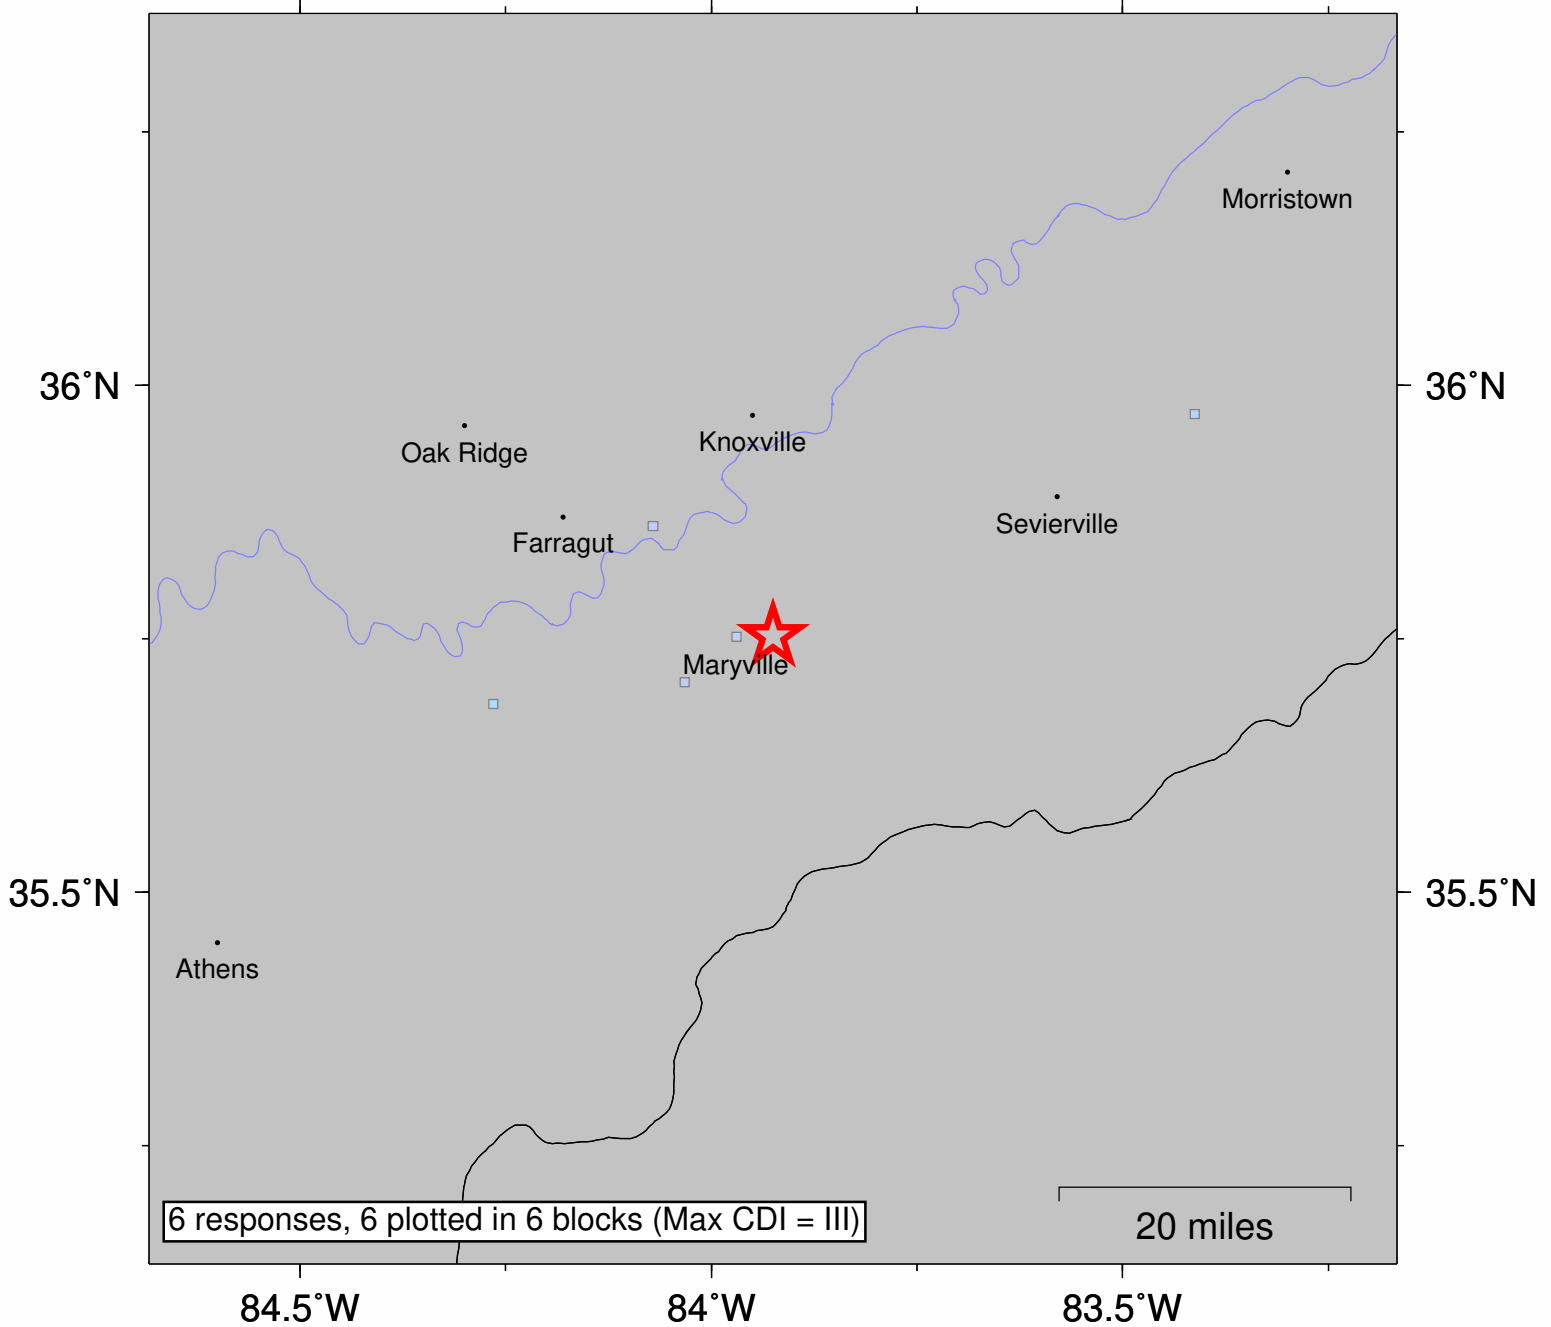 Morristown
36˚N
36˚N
Knoxville
Oak Ridge
Sevierville
Farragut
Maryville
35.5˚N
35.5˚N
Athens
6 responses, 6 plotted in 6 blocks (Max CDI = III)
20 miles
84.5˚W
84˚W
83.5˚W